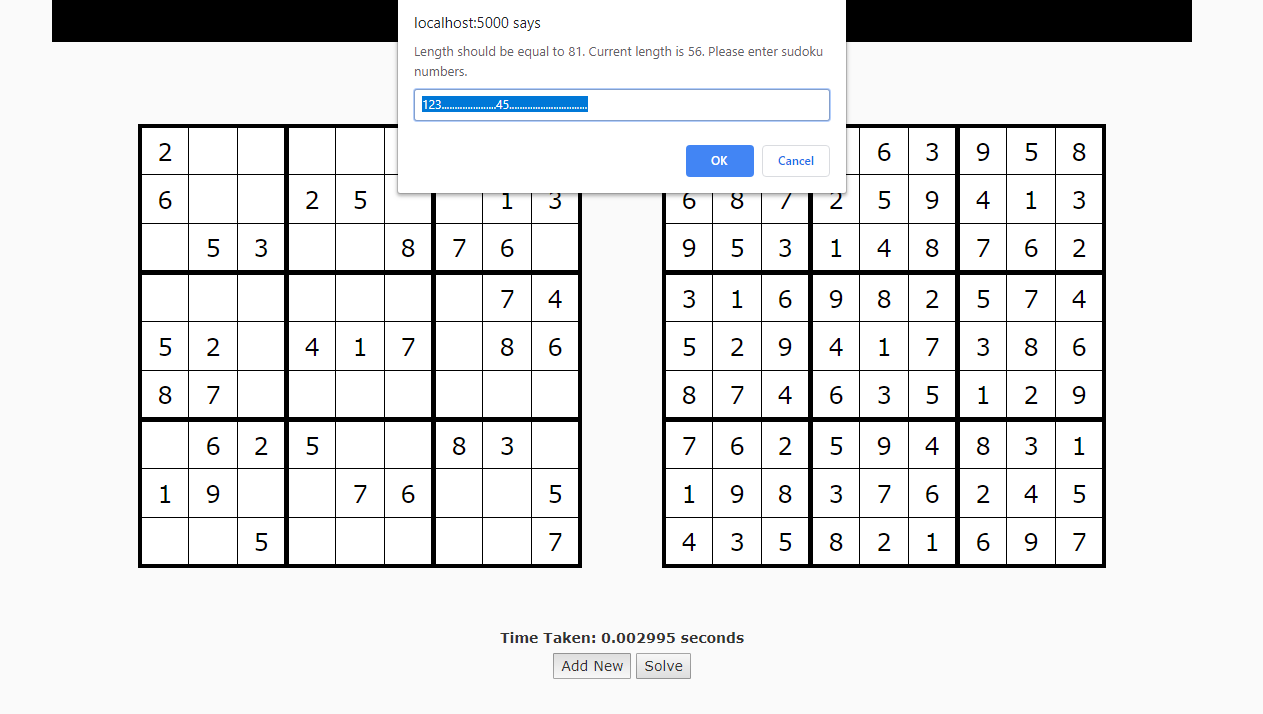 localhost:5000 says
Length should be equal to 81. Current length is 56. Please enter sudoku
numbers.
123.....................45..............................
OK Cancel
2
6 2 5 1 3
5 3 8 7 6
7 4
5 2 4 1 7 8 6
8 7
6 2 5 8 3
1 9 7 6 5
5 7
6 3 9 5 8
6 8 7 2 5 9 4 1 3
9 5 3 1 4 8 7 6 2
3 1 6 9 8 2 5 7 4
5 2 9 4 1 7 3 8 6
8 7 4 6 3 5 1 2 9
7 6 2 5 9 4 8 3 1
1 9 8 3 7 6 2 4 5
4 3 5 8 2 1 6 9 7
Time Taken: 0.002995 seconds
Add New Solve